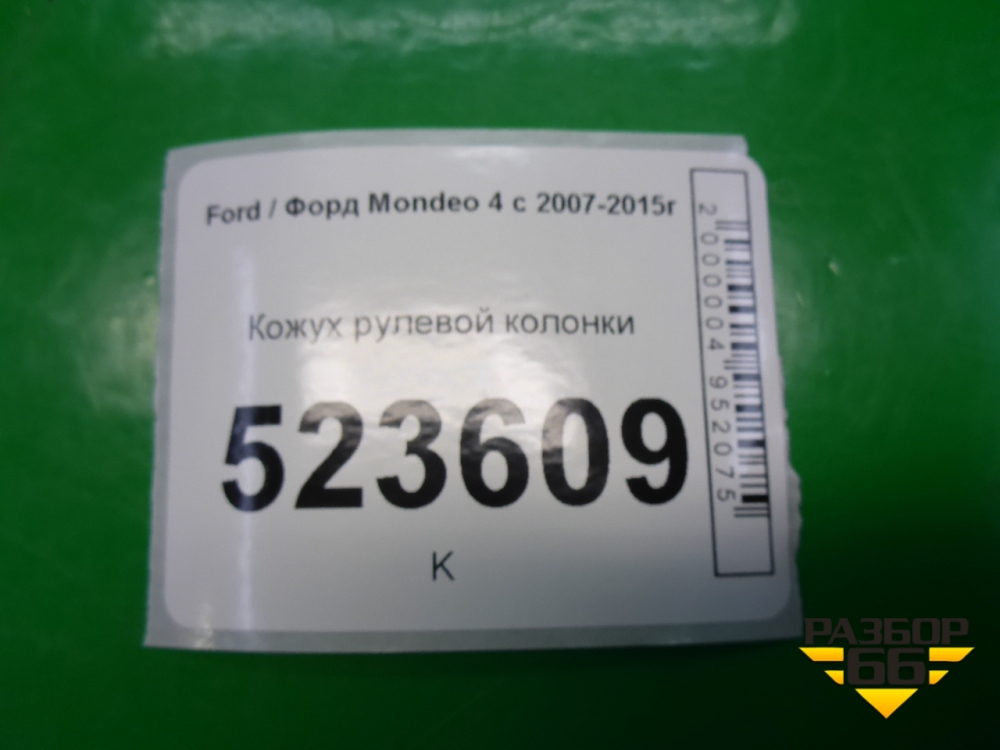 Ford / Форд Mondeo 4 с 2007-2015г
Кожух рулевой колонки
523609
К
2000004952075
РАЗБОР
66